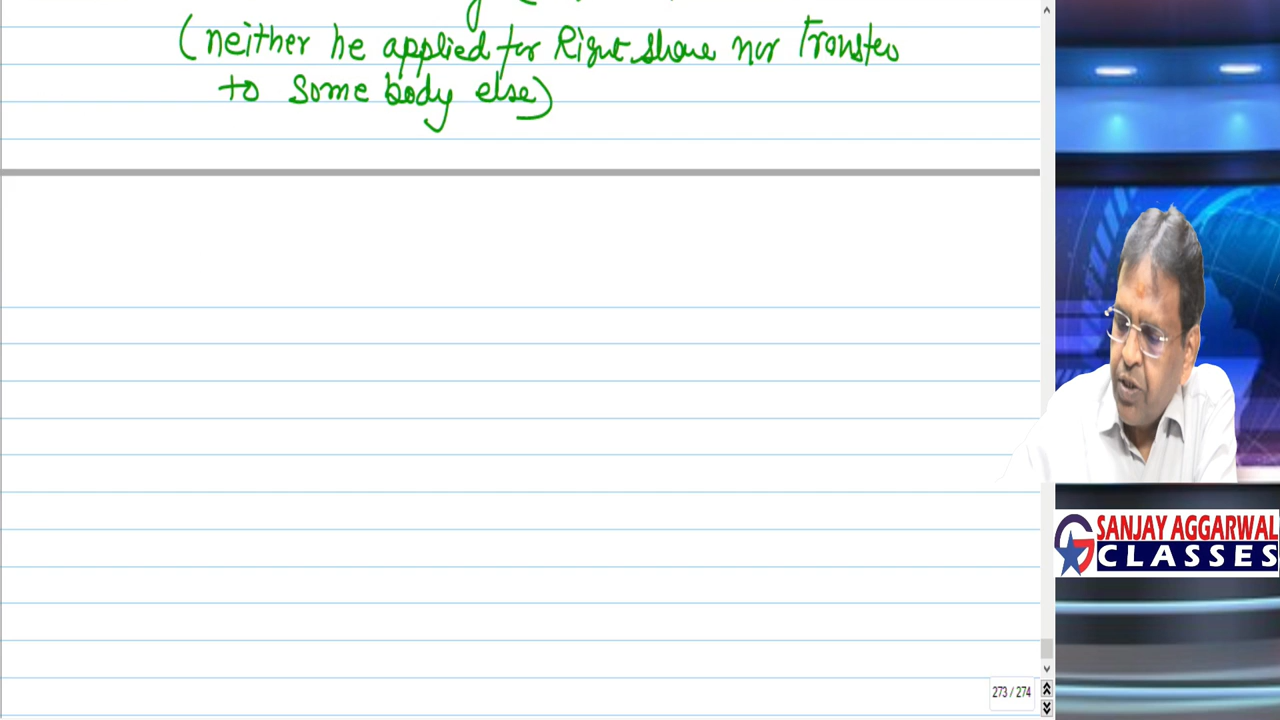 (neither he applied for Right share nor Transfer
to some body else)
273 / 274
SANJAY AGGARWAL
CLASSES